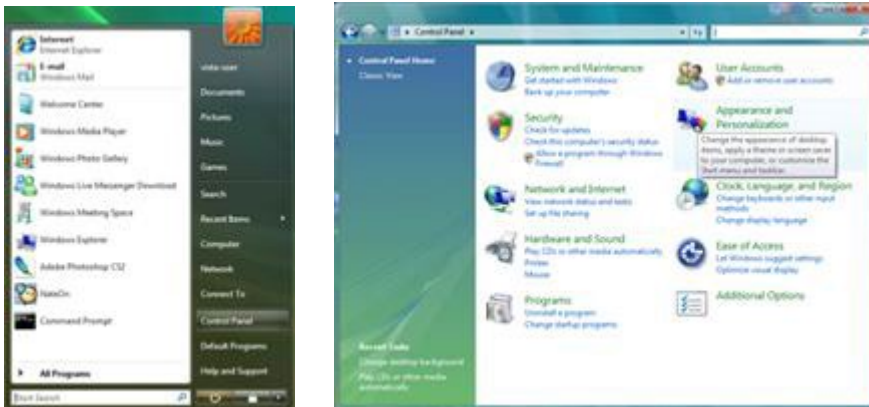 Internet
Internet Explorer
E-mail
Windows Mail
Welcome Center
Windows Media Player
Windows Photo Gallery
Windows Live Messenger Download
Windows Meeting Space
Windows Explorer
Adobe Photoshop CS2
NateOn
Command Prompt
All Programs
Start Search
vista user
Documents
Pictures
Music
Games
Search
Recent Items
Computer
Network
Connect To
Control Panel
Default Programs
Help and Support
Control Panel
Control Panel Home
Classic View
System and Maintenance
Get started with Windows
Back up your computer
Security
Check for updates
Check this computer's security status
Allow a program through Windows
Firewall
Network and Internet
View network status and tasks
Set up file sharing
Hardware and Sound
Play CDs or other media automatically
Printer
Mouse
Programs
Uninstall a program
Change startup programs
User Accounts
Add or remove user accounts
Appearance and
Personalization
Change the appearance of desktop
items, apply a theme or screen saver
to your computer, or customize the
Start menu and taskbar.
Clock, Language, and Region
Change keyboards or other input
methods
Change display language
Ease of Access
Let Windows suggest settings
Optimize visual display
Additional Options
Recent Tasks
Change desktop background
Play CDs or other media
automatically